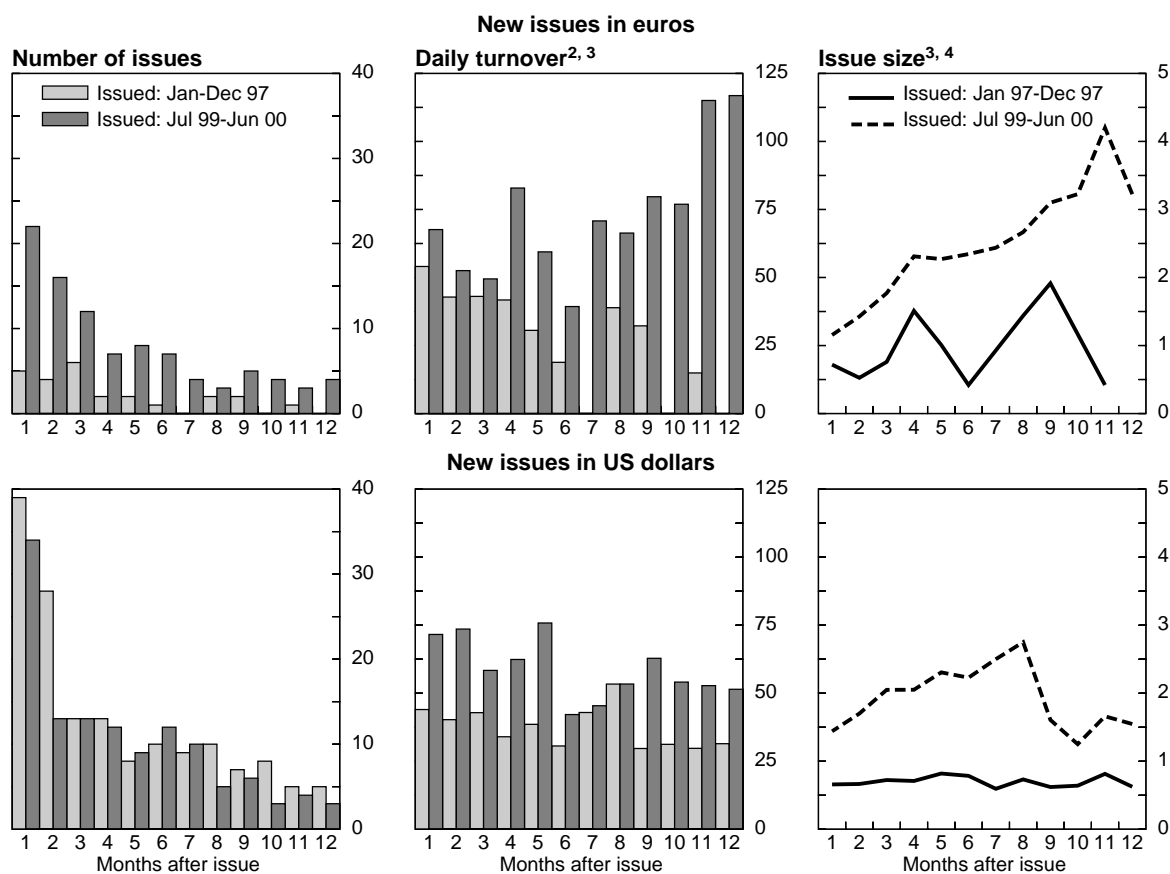 New issues in euros
Number of issues
Daily turnover2, 3
Issue size3, 4
Issued: Jan-Dec 97
Issued: Jul 99-Jun 00
40
30
20
10
0
1 2 3 4 5 6 7 8 9 10 11 12
125
100
75
50
25
0
1 2 3 4 5 6 7 8 9 10 11 12
Issued: Jan 97-Dec 97
Issued: Jul 99-Jun 00
5
4
3
2
1
0
1 2 3 4 5 6 7 8 9 10 11 12
New issues in US dollars
40
30
20
10
0
1 2 3 4 5 6 7 8 9 10 11 12
Months after issue
125
100
75
50
25
0
1 2 3 4 5 6 7 8 9 10 11 12
Months after issue
5
4
3
2
1
0
1 2 3 4 5 6 7 8 9 10 11 12
Months after issue